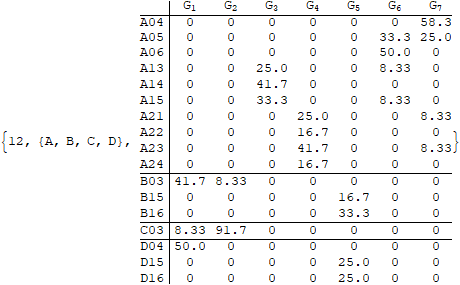 G₁ G₂ G₃ G₄ G₅ G₆ G₇
A04 0 0 0 0 0 0 58.3
A05 0 0 0 0 0 33.3 25.0
A06 0 0 0 0 0 50.0 0
A13 0 0 25.0 0 0 8.33 0
A14 0 0 41.7 0 0 0 0
A15 0 0 33.3 0 0 8.33 0
A21 0 0 0 25.0 0 0 8.33
A22 0 0 0 16.7 0 0 0
{12, {A, B, C, D}, A23 0 0 0 41.7 0 0 8.33}
A24 0 0 0 16.7 0 0 0
B03 41.7 8.33 0 0 0 0 0
B15 0 0 0 0 16.7 0 0
B16 0 0 0 0 33.3 0 0
C03 8.33 91.7 0 0 0 0 0
D04 50.0 0 0 0 0 0 0
D15 0 0 0 0 25.0 0 0
D16 0 0 0 0 25.0 0 0